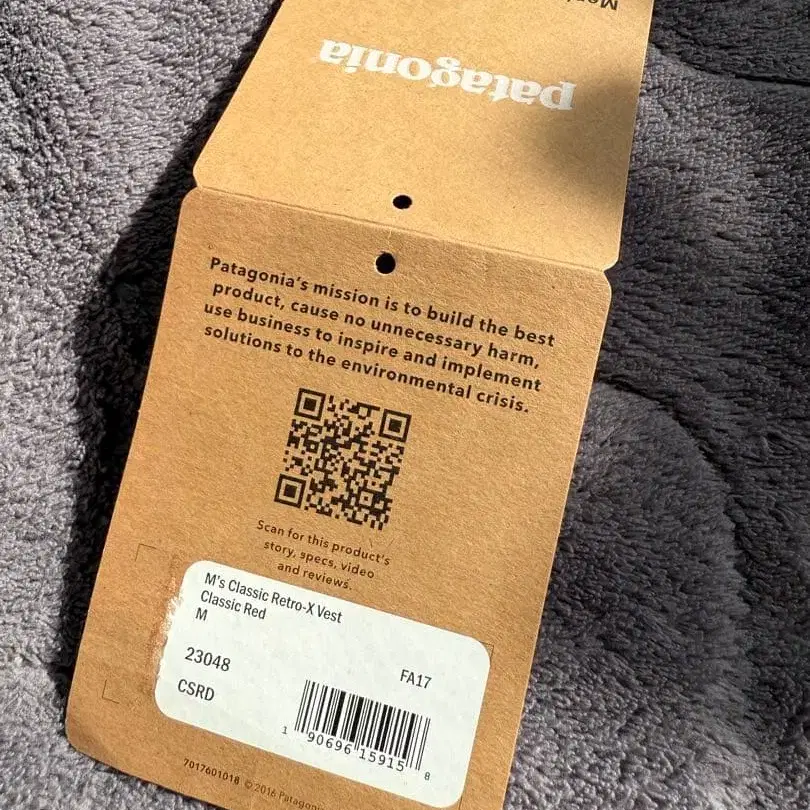 patagonia
Patagonia's mission is to build the best
product, cause no unnecessary harm,
use business to inspire and implement
solutions to the environmental crisis.
Scan for this product's
story, specs, video
and reviews.
M's Classic Retro-X Vest
Classic Red
M
23048
FA17
CSRD
1 90696 15915 8
7017601018 © 2016 Patagonia